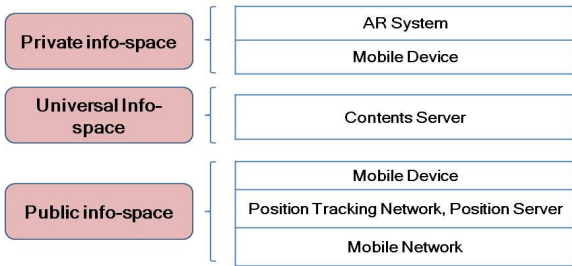 Private info-space
AR System
Mobile Device
Universal Info-
space
Contents Server
Public info-space
Mobile Device
Position Tracking Network, Position Server
Mobile Network